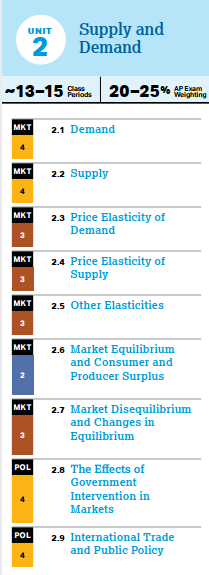 UNIT
2
Supply and
Demand
~13–15 Class
Periods
20–25% AP Exam
Weighting
MKT
4
2.1 Demand
MKT
4
2.2 Supply
MKT
3
2.3 Price Elasticity of
Demand
MKT
3
2.4 Price Elasticity of
Supply
MKT
3
2.5 Other Elasticities
MKT
2
2.6 Market Equilibrium
and Consumer and
Producer Surplus
MKT
3
2.7 Market Disequilibrium
and Changes in
Equilibrium
POL
4
2.8 The Effects of
Government
Intervention in
Markets
POL
4
2.9 International Trade
and Public Policy